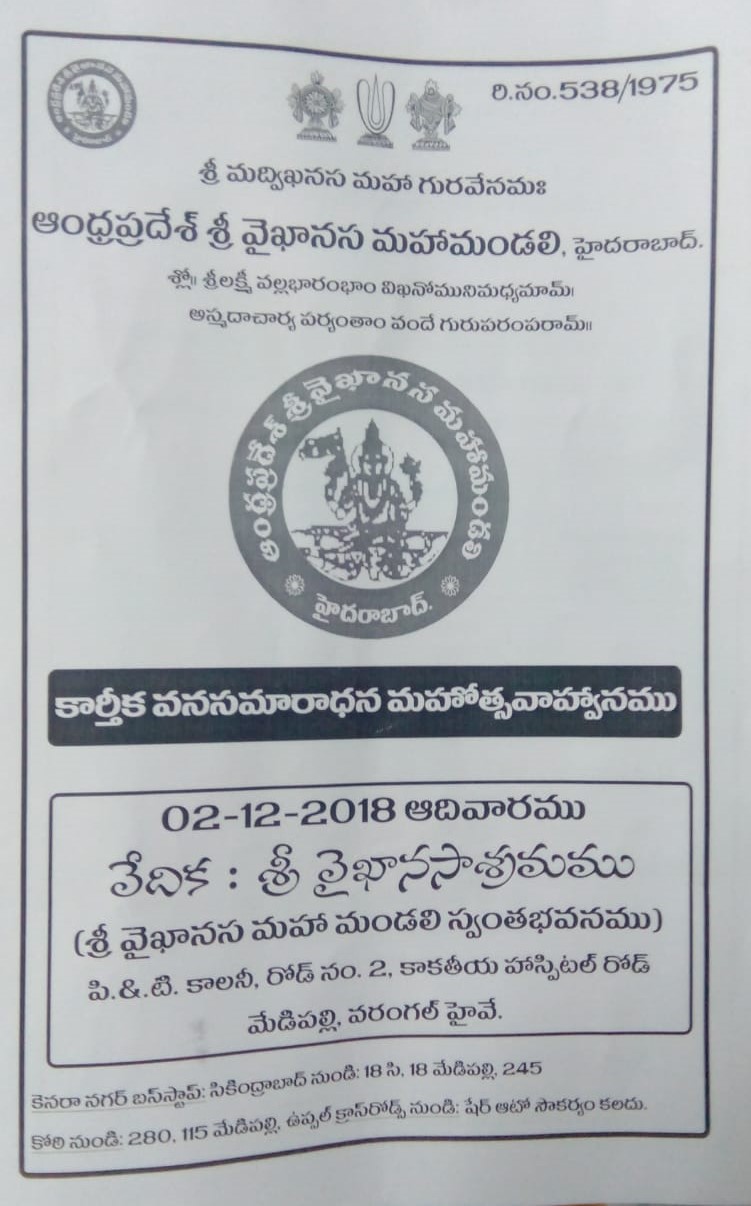 రి.నం.538/1975
శ్రీ మద్విఖనస మహా గురవేనమః
ఆంధ్రప్రదేశ్ శ్రీ వైఖానస మహామండలి, హైదరాబాద్.
శ్లో॥ శ్రీలక్ష్మీ వల్లభారంభాం విఖనోమునిమధ్యమామ్।
అస్మదాచార్య పర్యంతాం వందే గురుపరంపరామ్॥
ఆంధ్రప్రదేశ్ శ్రీవైఖానస మహామండలి
హైదరాబాద్.
కార్తీక వనసమారాధన మహోత్సవాహ్వానము
02-12-2018 ఆదివారము
వేదిక : శ్రీ వైఖానసాశ్రమము
(శ్రీ వైఖానస మహా మండలి స్వంతభవనము)
పి.&.టి. కాలనీ, రోడ్ నం. 2, కాకతీయ హాస్పిటల్ రోడ్
మేడిపల్లి, వరంగల్ హైవే.
కెనరా నగర్ బస్‌స్టాప్: సికింద్రాబాద్ నుండి: 18 సి, 18 మేడిపల్లి, 245
కోఠి నుండి: 280, 115 మేడిపల్లి, ఉప్పల్ క్రాస్‌రోడ్స్ నుండి: షేర్ ఆటో సౌకర్యం కలదు.